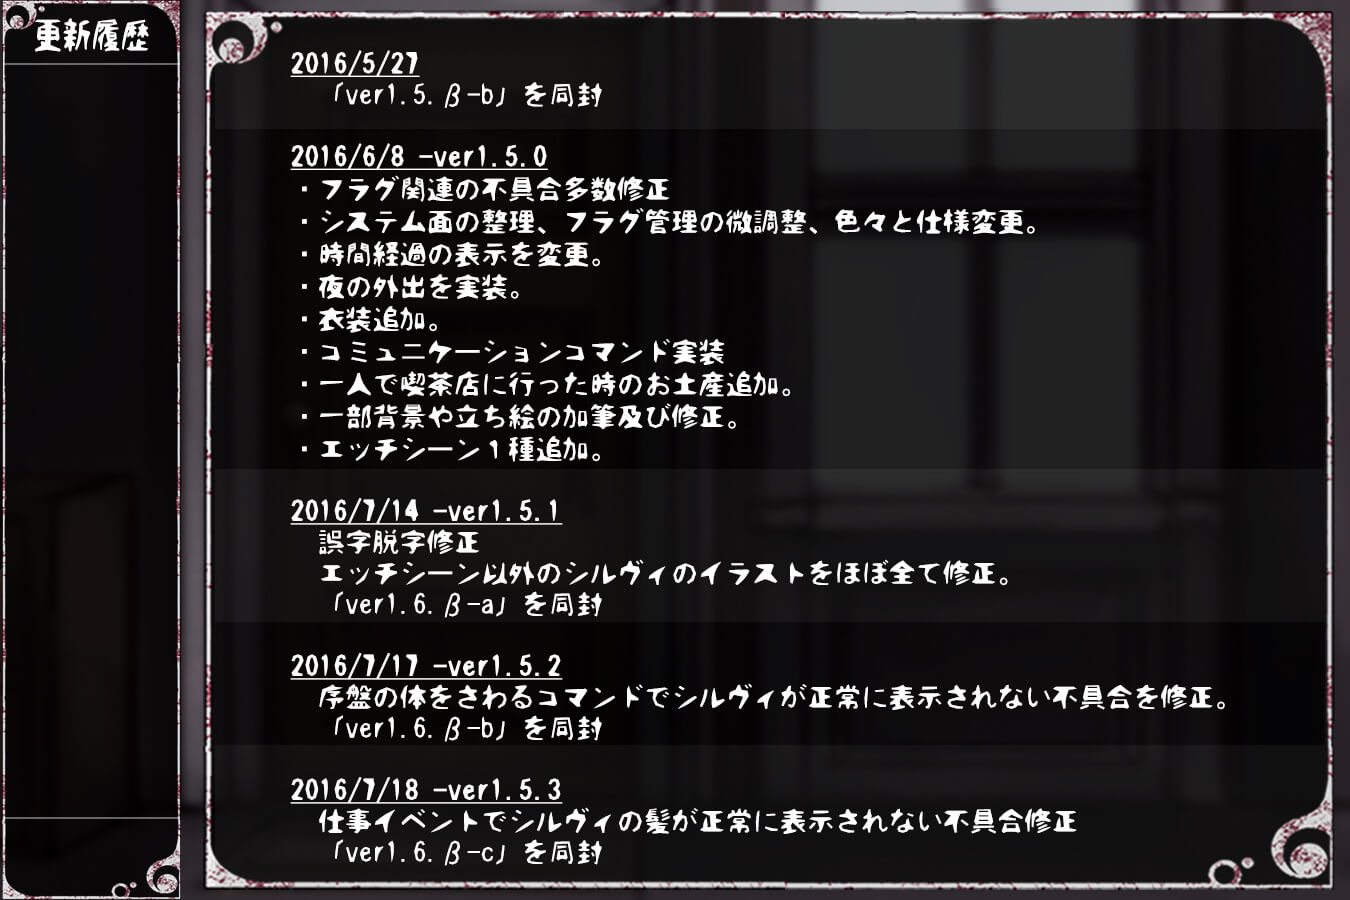 更新履歴
2016/5/27
「ver1.5.β-b」を同封
2016/6/8 -ver1.5.0
・フラグ関連の不具合多数修正
・システム面の整理、フラグ管理の微調整、色々と仕様変更。
・時間経過の表示を変更。
・夜の外出を実装。
・衣装追加。
・コミュニケーションコマンド実装
・一人で喫茶店に行った時のお土産追加。
・一部背景や立ち絵の加筆及び修正。
・エッチシーン１種追加。
2016/7/14 -ver1.5.1
誤字脱字修正
エッチシーン以外のシルヴィのイラストをほぼ全て修正。
「ver1.6.β-a」を同封
2016/7/17 -ver1.5.2
序盤の体をさわるコマンドでシルヴィが正常に表示されない不具合を修正。
「ver1.6.β-b」を同封
2016/7/18 -ver1.5.3
仕事イベントでシルヴィの髪が正常に表示されない不具合修正
「ver1.6.β-c」を同封